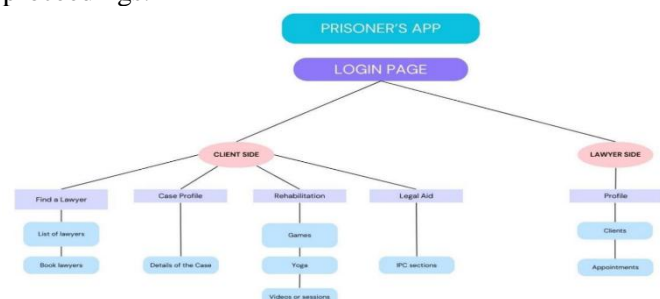 PRISONER'S APP
LOGIN PAGE
CLIENT SIDE
LAWYER SIDE
Find a Lawyer
Case Profile
Rehabilitation
Legal Aid
Profile
List of lawyers
Games
Clients
Book lawyers
Details of the Case
Yoga
IPC sections
Appointments
Videos or sessions